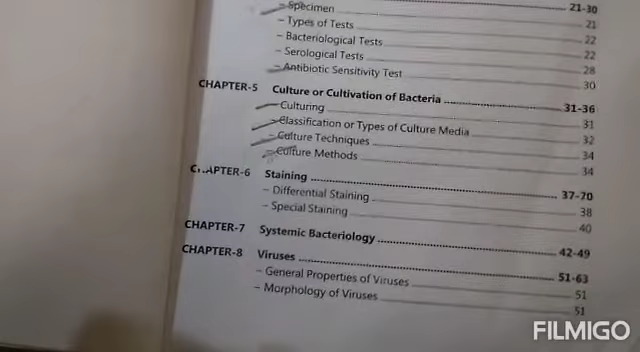 21-30
– Specimen 21
– Types of Tests 22
– Bacteriological Tests 22
– Serological Tests 28
– Antibiotic Sensitivity Test 30
CHAPTER-5 Culture or Cultivation of Bacteria 31-36
– Culturing 31
– Classification or Types of Culture Media 32
– Culture Techniques 34
– Culture Methods 34
CHAPTER-6 Staining 37-70
– Differential Staining 38
– Special Staining 40
CHAPTER-7 Systemic Bacteriology 42-49
CHAPTER-8 Viruses 51-63
– General Properties of Viruses 51
– Morphology of Viruses 51
FILMIGO